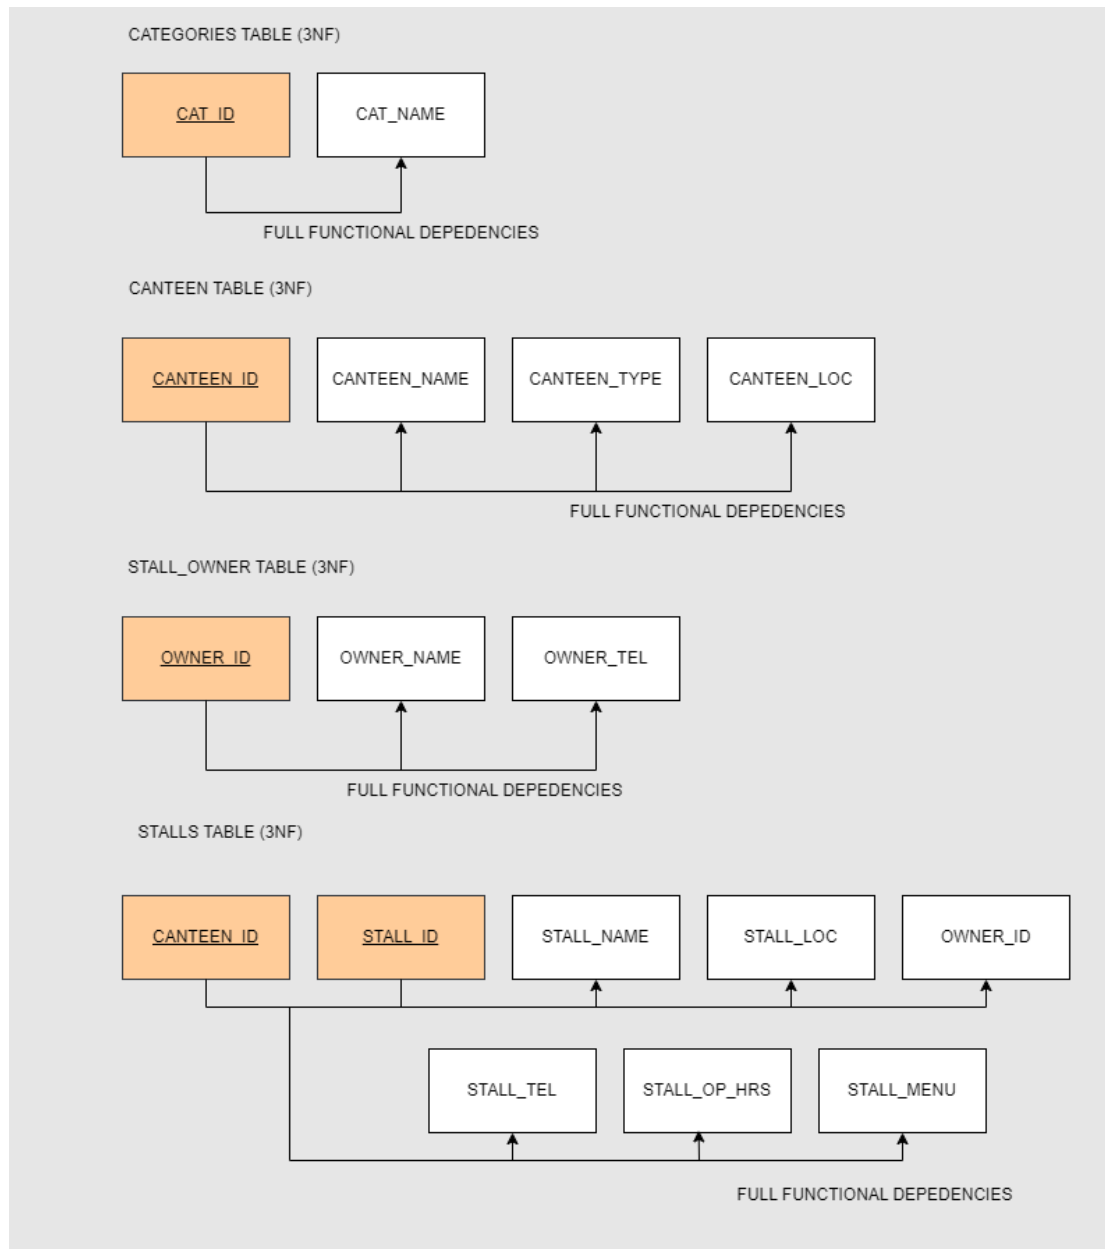 CATEGORIES TABLE (3NF)
CAT_ID CAT_NAME
FULL FUNCTIONAL DEPEDENCIES
CANTEEN TABLE (3NF)
CANTEEN_ID CANTEEN_NAME CANTEEN_TYPE CANTEEN_LOC
FULL FUNCTIONAL DEPEDENCIES
STALL_OWNER TABLE (3NF)
OWNER_ID OWNER_NAME OWNER_TEL
FULL FUNCTIONAL DEPEDENCIES
STALLS TABLE (3NF)
CANTEEN_ID STALL_ID STALL_NAME STALL_LOC OWNER_ID
STALL_TEL STALL_OP_HRS STALL_MENU
FULL FUNCTIONAL DEPEDENCIES